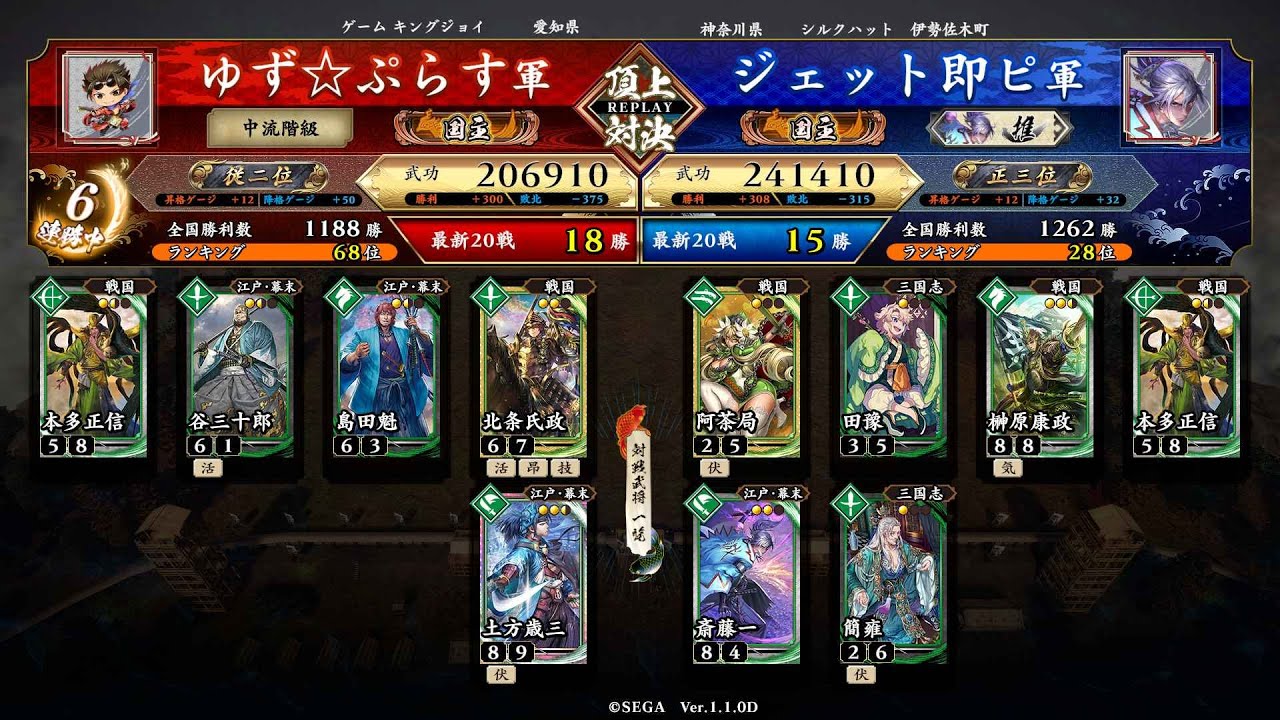 ゲーム キングジョイ 愛知県
神奈川県 シルクハット 伊勢佐木町
ゆず☆ぷらす軍
頂上
REPLAY
対決
ジェット即ピ軍
中流階級
国主
国主
推
6
連勝中
従二位
昇格ゲージ +12 降格ゲージ +50
武功 206910
勝利 +300 敗北 -375
武功 241410
勝利 +308 敗北 -315
正三位
昇格ゲージ +12 降格ゲージ +32
全国勝利数 1188勝
ランキング 68位
最新20戦 18勝
最新20戦 15勝
全国勝利数 1262勝
ランキング 28位
戦国
本多正信
5 8
江戸・幕末
谷三十郎
6 1
活
江戸・幕末
島田魁
6 3
戦国
北条氏政
6 7
活 昂 技
江戸・幕末
土方歳三
8 9
伏
対戦武将一覧
戦国
阿茶局
2 5
伏
三国志
田豫
3 5
戦国
榊原康政
8 8
気
戦国
本多正信
5 8
江戸・幕末
斎藤一
8 4
三国志
簡雍
2 6
伏
©SEGA Ver.1.1.0D